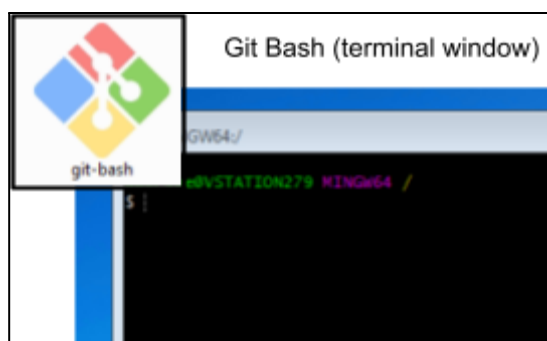 Git Bash (terminal window)
git-bash
GW64:/
e@VSTATION279 MINGW64 /
$